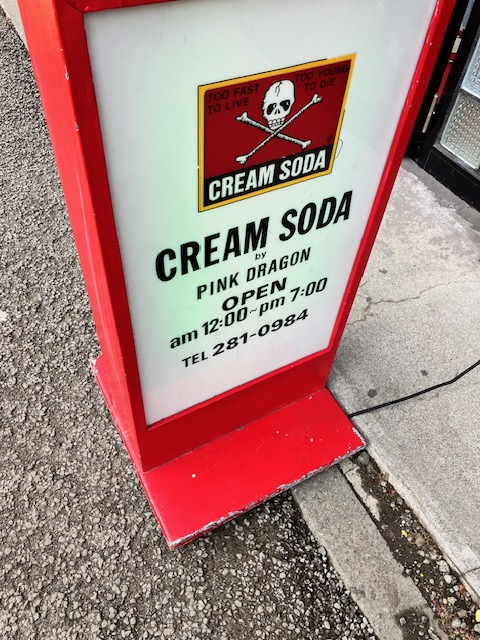 TOO FAST TO LIVE
TOO YOUNG TO DIE
CREAM SODA
CREAM SODA
by
PINK DRAGON
OPEN
am 12:00~pm 7:00
TEL 281-0984